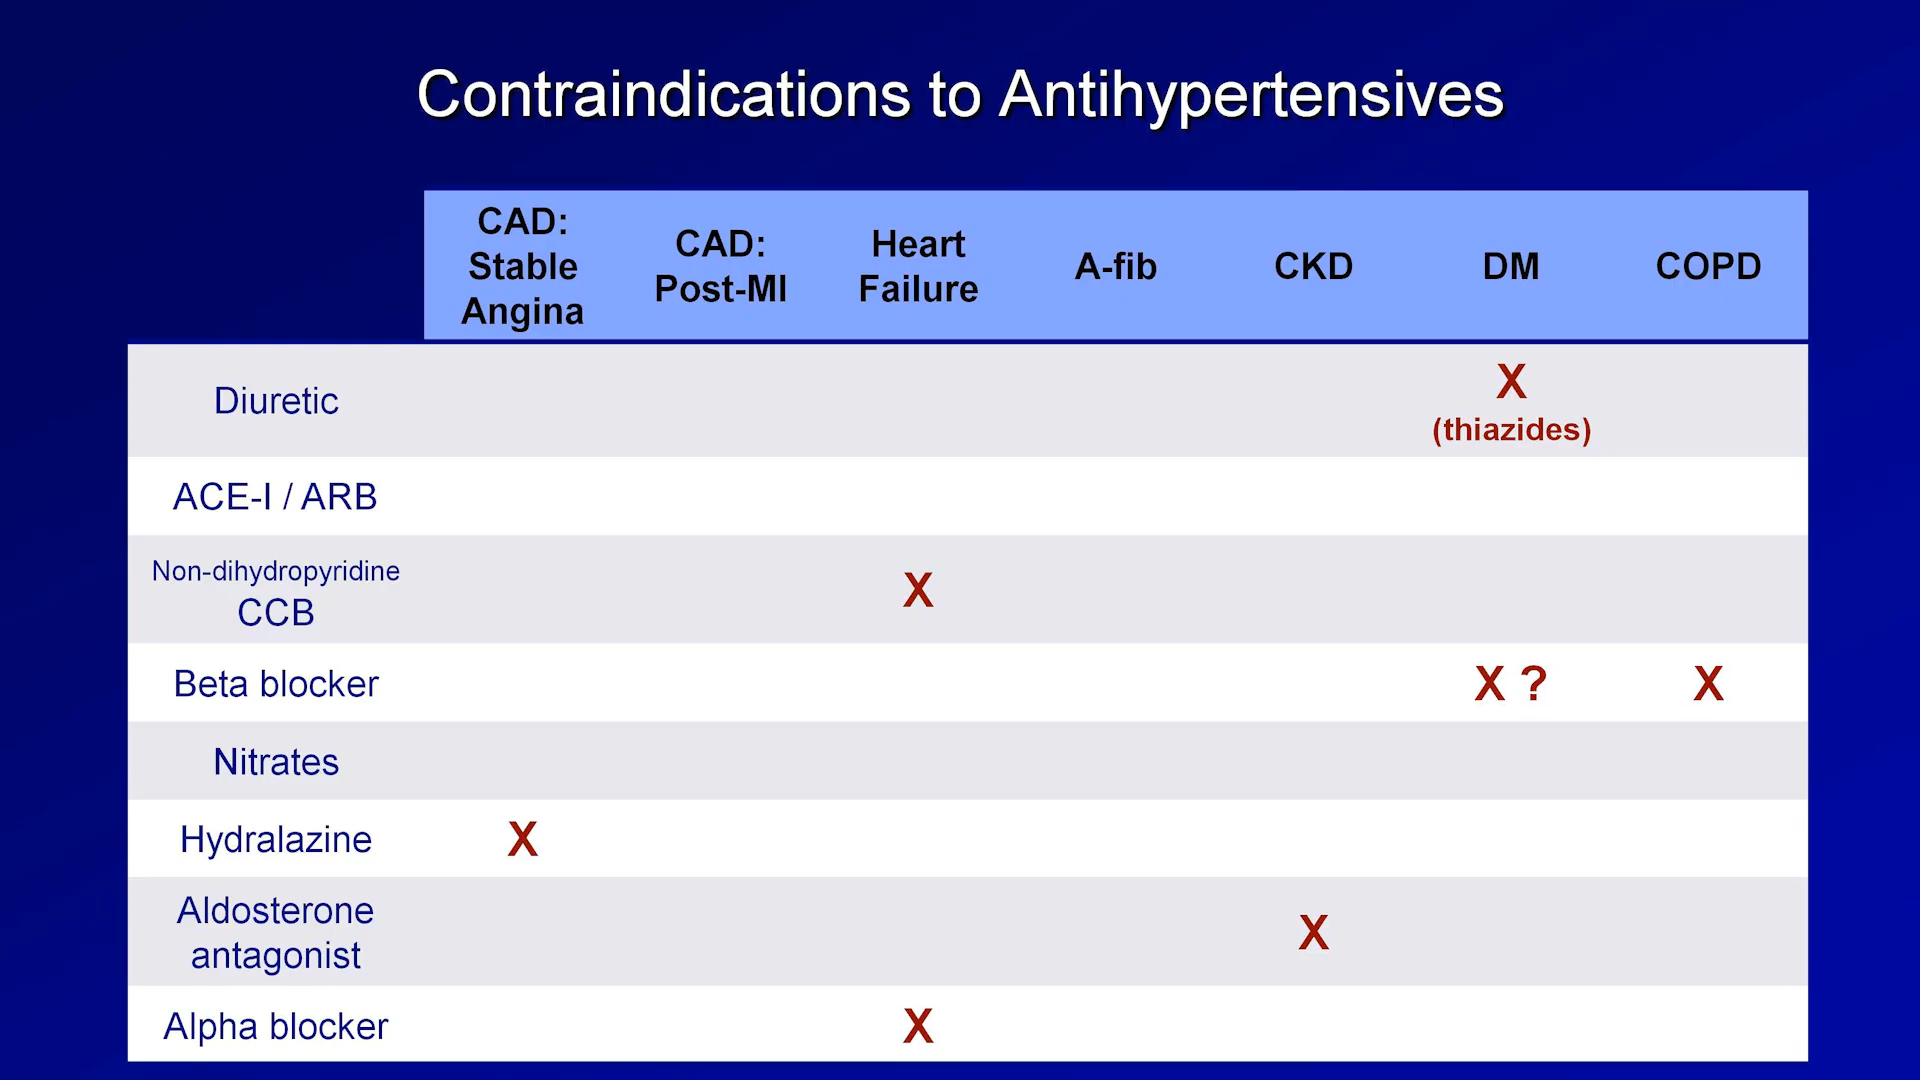 Contraindications to Antihypertensives
CAD:
Stable
Angina
CAD:
Post-MI
Heart
Failure
A-fib
CKD
DM
COPD
Diuretic
X
(thiazides)
ACE-I / ARB
Non-dihydropyridine
CCB
X
Beta blocker
X ?
X
Nitrates
Hydralazine
X
Aldosterone
antagonist
X
Alpha blocker
X